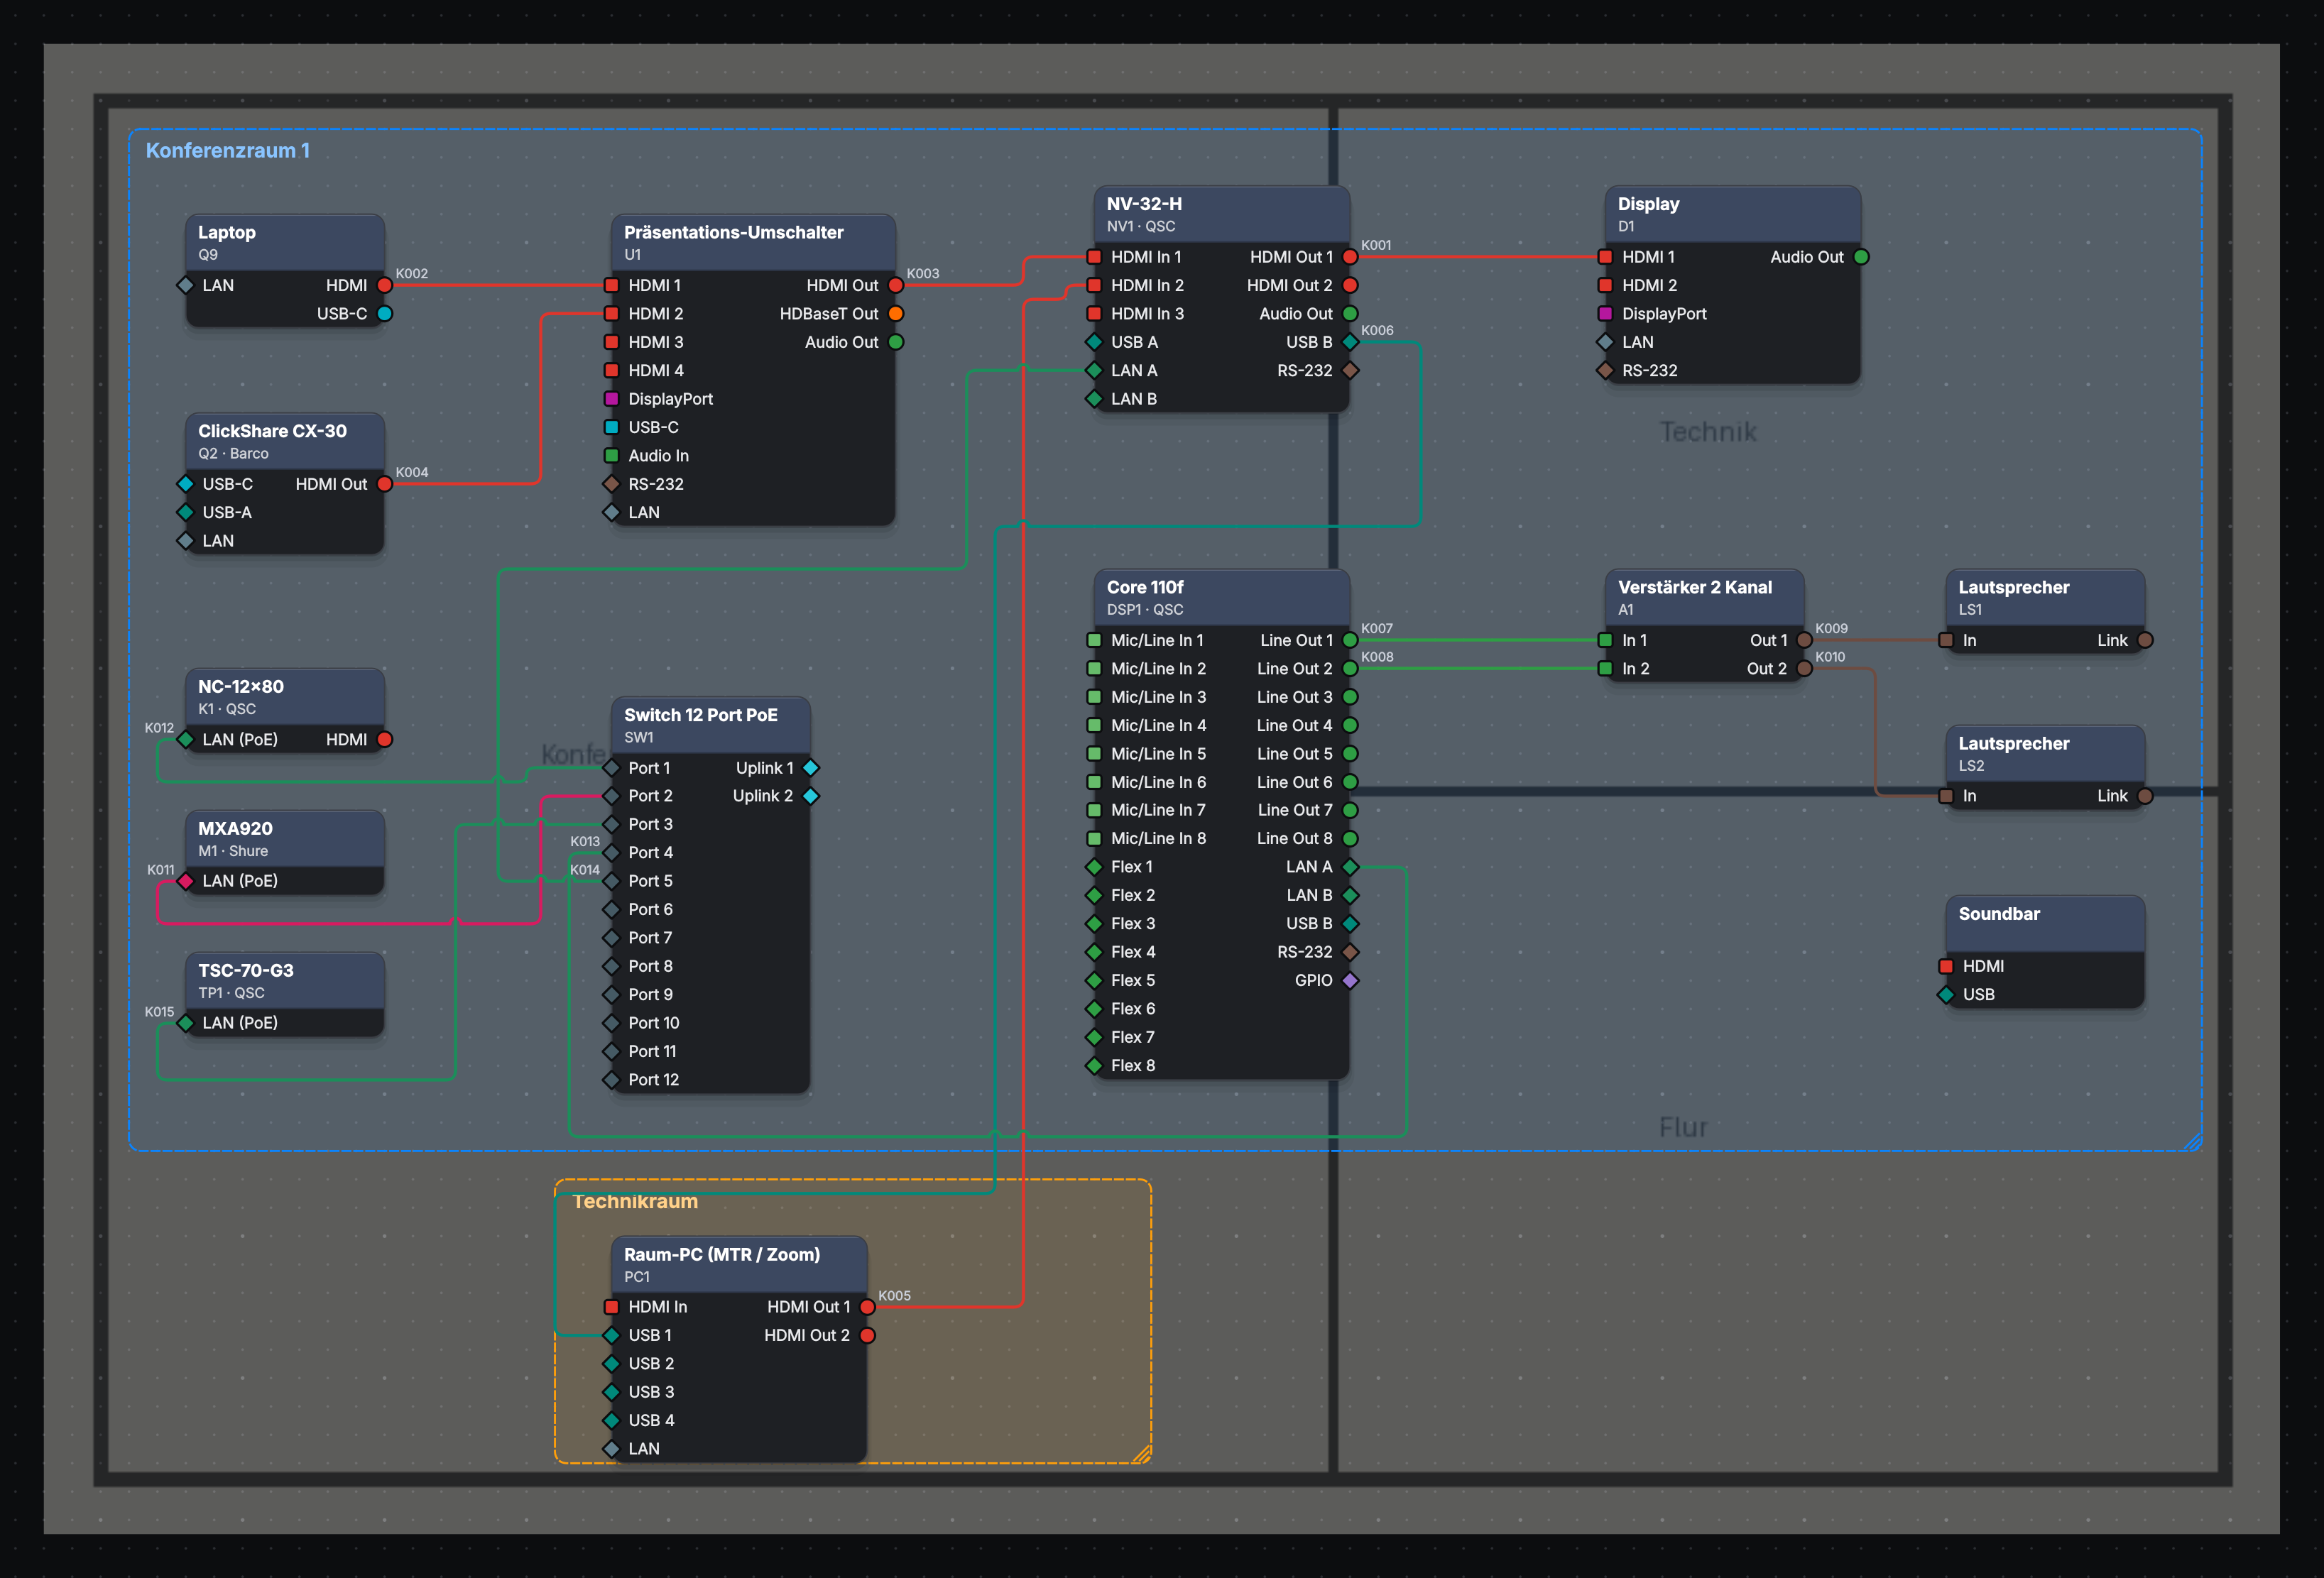 Konferenzraum 1
Laptop
Q9
LAN HDMI
USB-C
K002
Präsentations-Umschalter
U1
HDMI 1 HDMI Out
HDMI 2 HDBaseT Out
HDMI 3 Audio Out
HDMI 4
DisplayPort
USB-C
Audio In
RS-232
LAN
K003
NV-32-H
NV1 · QSC
HDMI In 1 HDMI Out 1
HDMI In 2 HDMI Out 2
HDMI In 3 Audio Out
USB A USB B
LAN A RS-232
LAN B
K001
K006
Display
D1
HDMI 1 Audio Out
HDMI 2
DisplayPort
LAN
RS-232
Technik
ClickShare CX-30
Q2 · Barco
USB-C HDMI Out
USB-A
LAN
K004
Core 110f
DSP1 · QSC
Mic/Line In 1 Line Out 1
Mic/Line In 2 Line Out 2
Mic/Line In 3 Line Out 3
Mic/Line In 4 Line Out 4
Mic/Line In 5 Line Out 5
Mic/Line In 6 Line Out 6
Mic/Line In 7 Line Out 7
Mic/Line In 8 Line Out 8
Flex 1 LAN A
Flex 2 LAN B
Flex 3 USB B
Flex 4 RS-232
Flex 5 GPIO
Flex 6
Flex 7
Flex 8
K007
K008
Verstärker 2 Kanal
A1
In 1 Out 1
In 2 Out 2
K009
K010
Lautsprecher
LS1
In Link
Lautsprecher
LS2
In Link
Soundbar
HDMI
USB
NC-12×80
K1 · QSC
K012
LAN (PoE) HDMI
Konfe
Switch 12 Port PoE
SW1
Port 1 Uplink 1
Port 2 Uplink 2
Port 3
Port 4
Port 5
Port 6
Port 7
Port 8
Port 9
Port 10
Port 11
Port 12
K013
K014
MXA920
M1 · Shure
K011
LAN (PoE)
TSC-70-G3
TP1 · QSC
K015
LAN (PoE)
Flur
Technikraum
Raum-PC (MTR / Zoom)
PC1
HDMI In HDMI Out 1
USB 1 HDMI Out 2
USB 2
USB 3
USB 4
LAN
K005